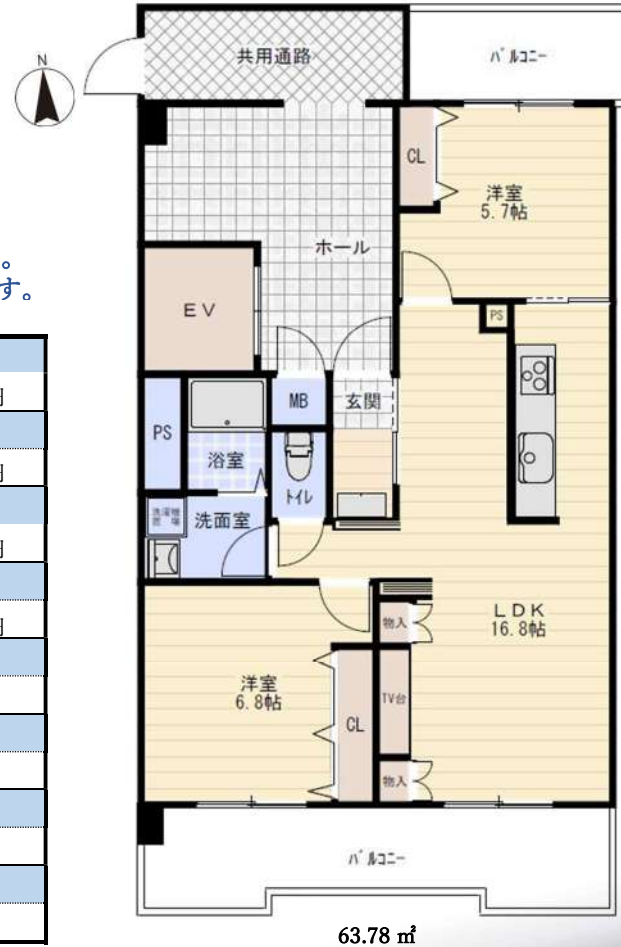 N
共用通路
バルコニー
CL
洋室
5.7帖
ホール
EV
PS
MB
玄関
PS
浴室
トイレ
洗濯機
置場
洗面室
LDK
16.8帖
物入
洋室
6.8帖
TV台
CL
物入
バルコニー
63.78 ㎡
。
す。